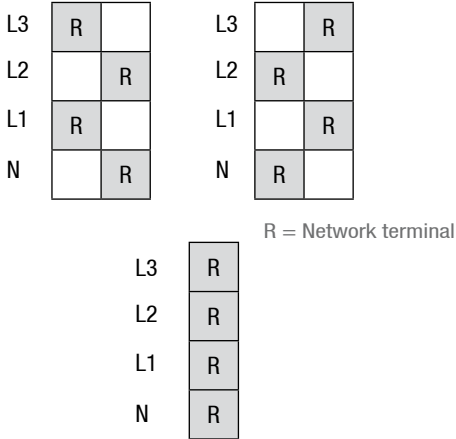 L3 R L3 R
L2 R L2 R
L1 R L1 R
N R N R
R = Network terminal
L3 R
L2 R
L1 R
N R